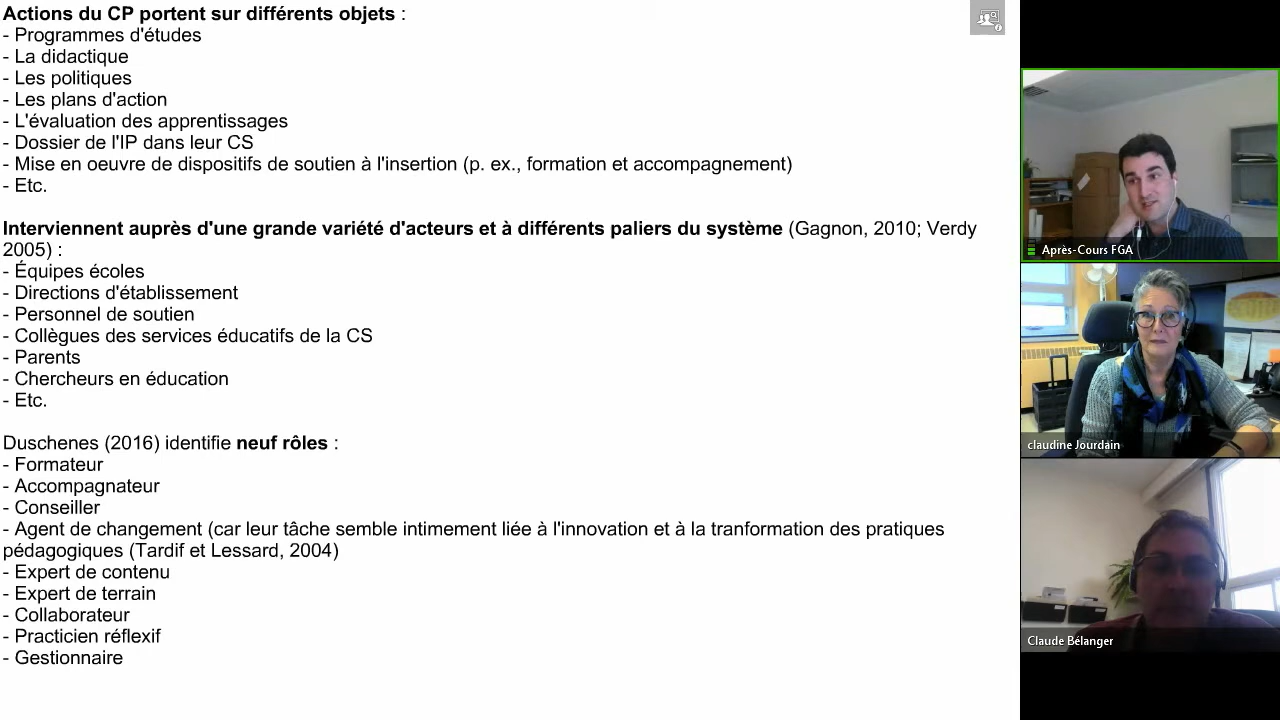 Actions du CP portent sur différents objets :
- Programmes d'études
- La didactique
- Les politiques
- Les plans d'action
- L'évaluation des apprentissages
- Dossier de l'IP dans leur CS
- Mise en oeuvre de dispositifs de soutien à l'insertion (p. ex., formation et accompagnement)
- Etc.
Interviennent auprès d'une grande variété d'acteurs et à différents paliers du système (Gagnon, 2010; Verdy
2005) :
- Équipes écoles
- Directions d'établissement
- Personnel de soutien
- Collègues des services éducatifs de la CS
- Parents
- Chercheurs en éducation
- Etc.
Duschenes (2016) identifie neuf rôles :
- Formateur
- Accompagnateur
- Conseiller
- Agent de changement (car leur tâche semble intimement liée à l'innovation et à la tranformation des pratiques
pédagogiques (Tardif et Lessard, 2004)
- Expert de contenu
- Expert de terrain
- Collaborateur
- Practicien réflexif
- Gestionnaire
Après-Cours FGA
claudine Jourdain
Claude Bélanger